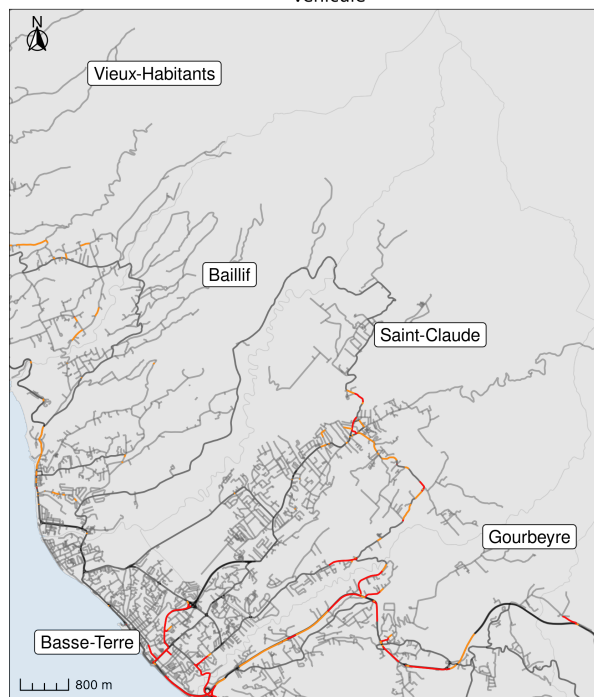 véhicule
N
Vieux-Habitants
Baillif
Saint-Claude
Gourbeyre
Basse-Terre
800 m